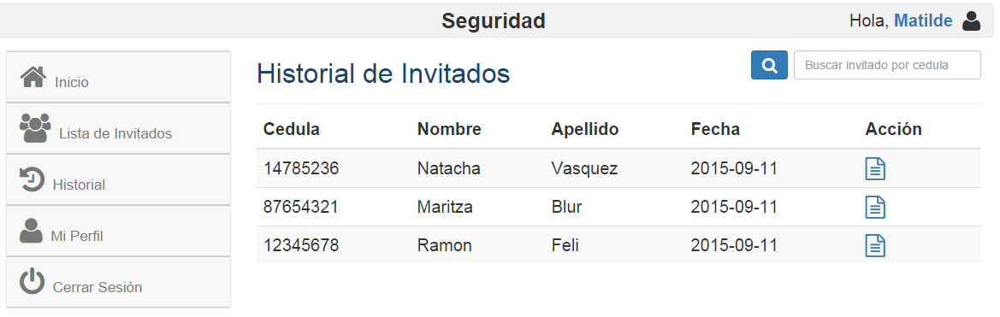 Seguridad
Hola, Matilde
Inicio
Lista de Invitados
Historial
Mi Perfil
Cerrar Sesión
Historial de Invitados
Buscar invitado por cedula
Cedula Nombre Apellido Fecha Acción
14785236 Natacha Vasquez 2015-09-11
87654321 Maritza Blur 2015-09-11
12345678 Ramon Feli 2015-09-11